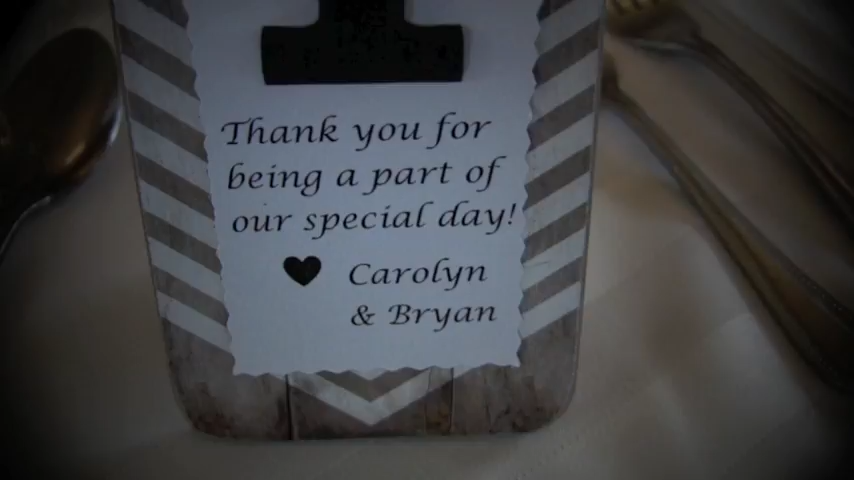 Thank you for
being a part of
our special day!
Carolyn
& Bryan